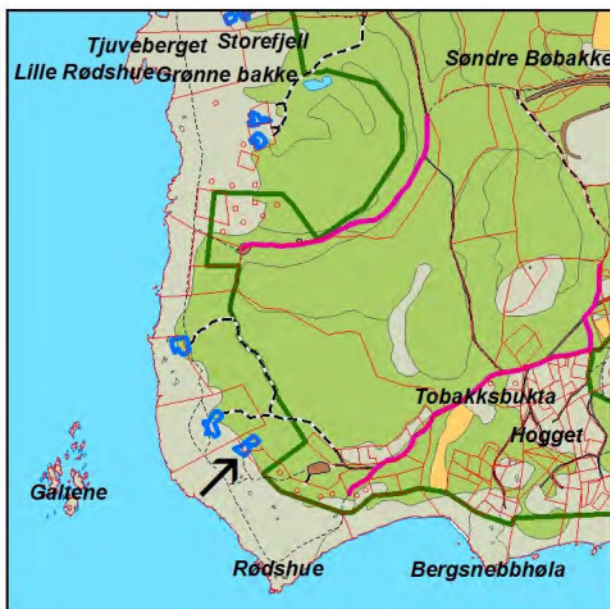 Tjuveberget Storefjell
Lille Rødshue Grønne bakke
Søndre Bøbakke
Tobakksbukta
Hogget
Galtene
Rødshue
Bergsnebbhøla